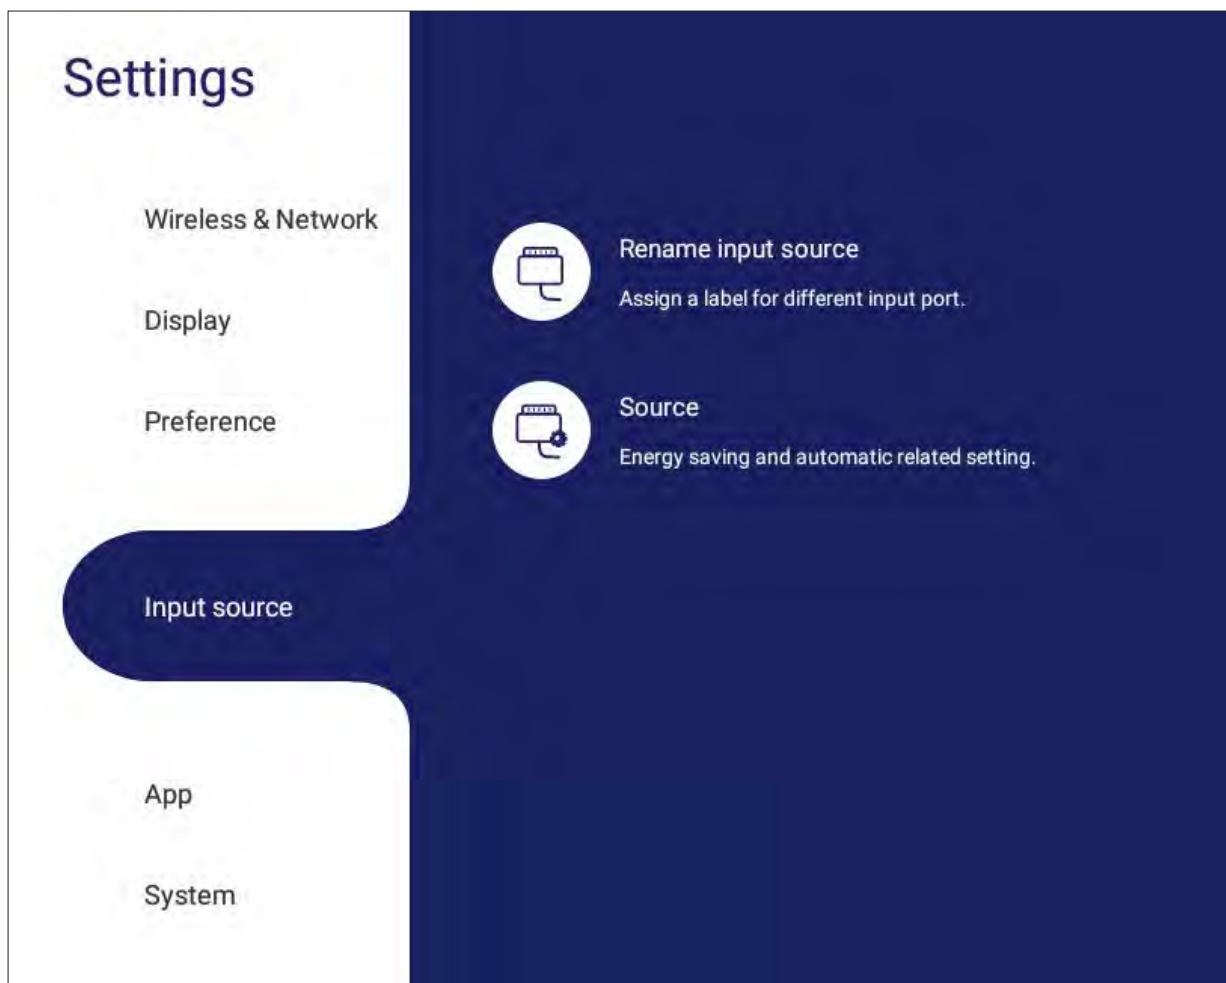 Settings
Wireless & Network
Display
Preference
Input source
App
System
Rename input source
Assign a label for different input port.
Source
Energy saving and automatic related setting.